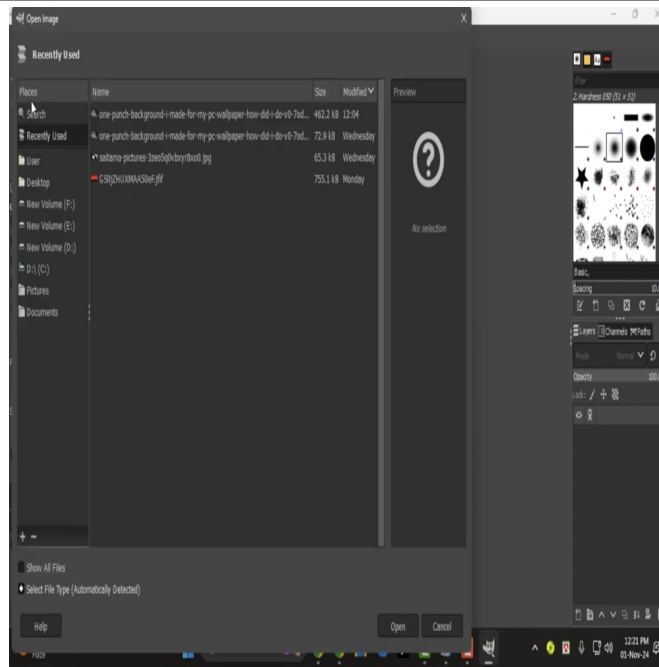 Open Image
X
Recently Used
Places
Name
Size
Modified
Preview
Search
one-punch-background-i-made-for-my-pc-wallpaper-how-did-i-do-v0-7od... 462.2 kB 12:04
Recently Used
one-punch-background-i-made-for-my-pc-wallpaper-how-did-i-do-v0-7od... 72.9 kB Wednesday
User
saitama-pictures-3zeo5q0vbxyr8xo0.jpg 65.3 kB Wednesday
Desktop
755.1 kB Monday
New Volume (F:)
New Volume (E:)
New Volume (D:)
D:\ (C:)
Pictures
Documents
No selection
Show All Files
Select File Type (Automatically Detected)
Help
Open
Cancel
filter
2. Hardness 050 (51 × 51)
Basic,
Spacing
10.
Layers
Channels
Paths
Mode
Normal
Opacity
100.
Lock:
Haze
12:21 PM
01-Nov-24